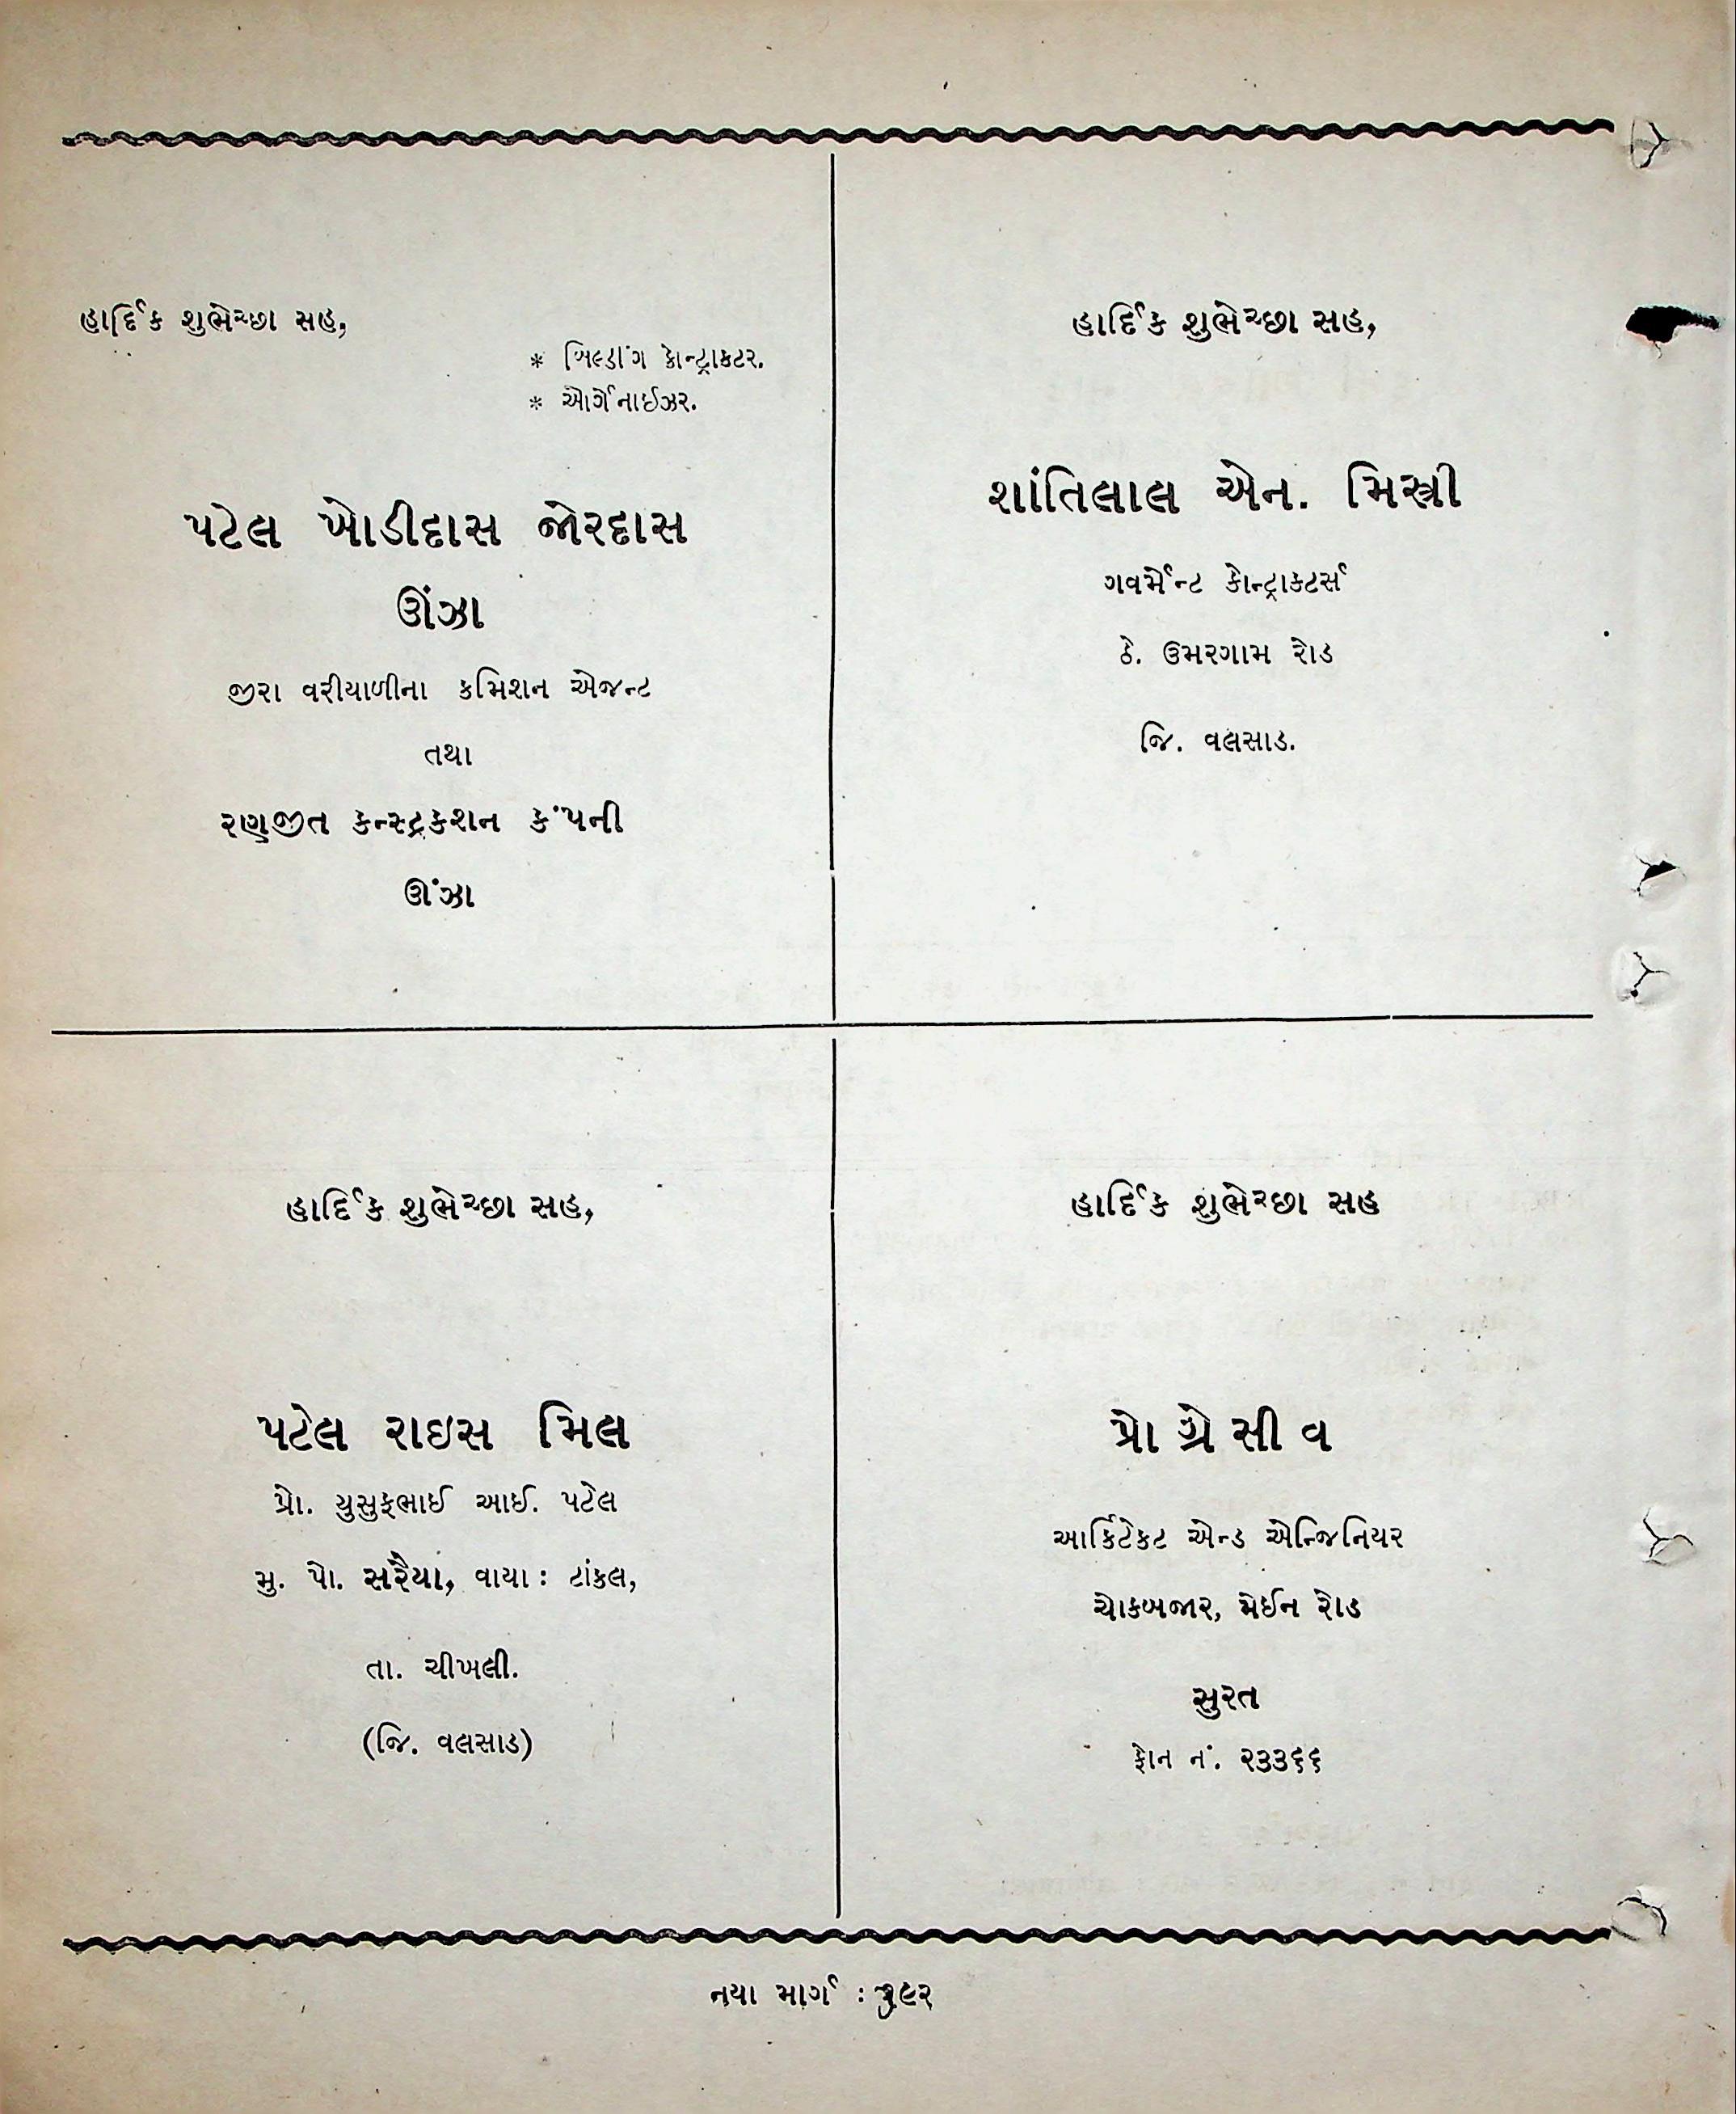 હાર્દિક શુભેચ્છા સહ,
* બિલ્ડીંગ કોન્ટ્રાકટર.
* ઓર્ગેનાઈઝર.
પટેલ ખોડીદાસ જોરદાસ
ઊંઝા
જીરા વરીયાળીના કમિશન એજન્ટ
તથા
રણજીત કન્સ્ટ્રકશન કંપની
ઊંઝા
હાર્દિક શુભેચ્છા સહ,
શાંતિલાલ એન. મિસ્ત્રી
ગવર્મેન્ટ કોન્ટ્રાકટર્સ
ઠે. ઉમરગામ રોડ
જિ. વલસાડ.
હાર્દિક શુભેચ્છા સહ,
પટેલ રાઇસ મિલ
પ્રો. યુસુફભાઈ આઈ. પટેલ
મુ. પો. સરૈયા, વાયા : ટાંકલ,
તા. ચીખલી.
(જિ. વલસાડ)
હાર્દિક શુભેચ્છા સહ
પ્રોગ્રેસીવ
આર્કિટેકટ એન્ડ એન્જિનિયર
ચોકબજાર, મેઈન રોડ
સુરત
ફોન નં. ૨૩૩૬૬
નયા માર્ગ :